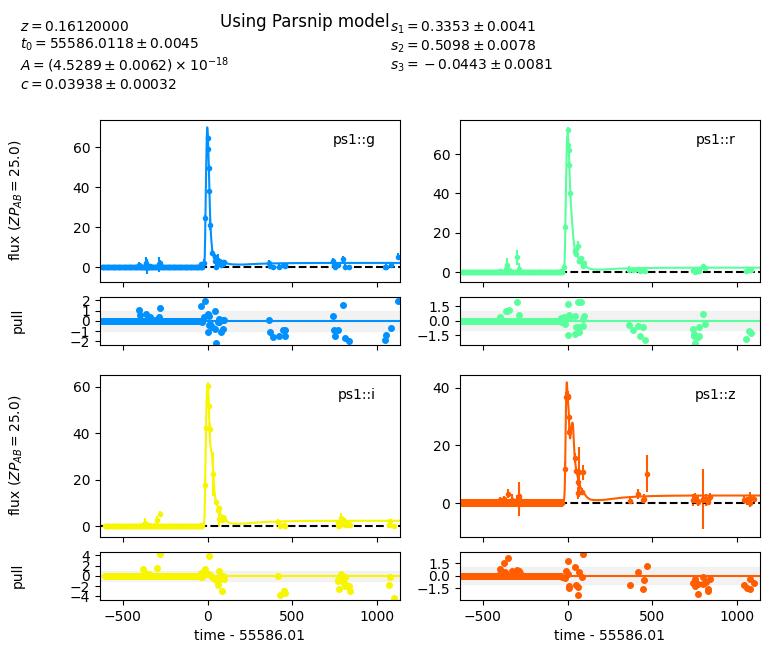 Using Parsnip model
z = 0.16120000
t₀ = 55586.0118 ± 0.0045
A = (4.5289 ± 0.0062) × 10⁻¹⁸
c = 0.03938 ± 0.00032
s₁ = 0.3353 ± 0.0041
s₂ = 0.5098 ± 0.0078
s₃ = −0.0443 ± 0.0081
flux (ZP_AB = 25.0)
60
40
20
0
ps1::g
60
40
20
0
ps1::r
pull
2
1
0
−1
−2
1.5
0.0
−1.5
flux (ZP_AB = 25.0)
60
40
20
0
ps1::i
40
20
0
ps1::z
pull
4
2
0
−2
−4
1.5
0.0
−1.5
−500 0 500 1000
time - 55586.01
−500 0 500 1000
time - 55586.01